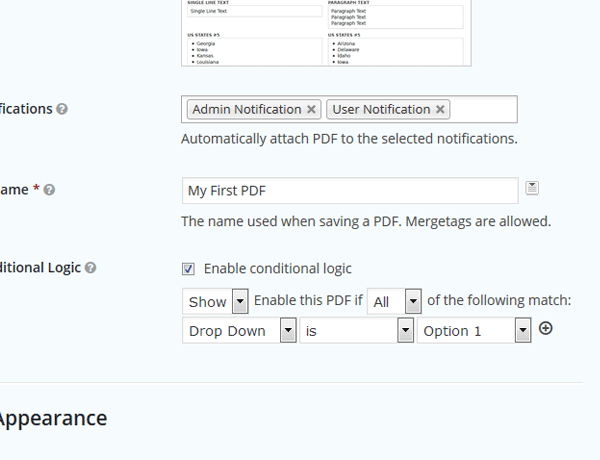 SINGLE LINE TEXT PARAGRAPH TEXT
Single Line Text Paragraph Text
Paragraph Text
Paragraph Text
US STATES #5 US STATES #5
Georgia Arizona
Iowa Delaware
Kansas Idaho
Louisiana Iowa
fications Admin Notification × User Notification ×
Automatically attach PDF to the selected notifications.
ame * My First PDF
The name used when saving a PDF. Mergetags are allowed.
ditional Logic Enable conditional logic
Show Enable this PDF if All of the following match:
Drop Down is Option 1
Appearance